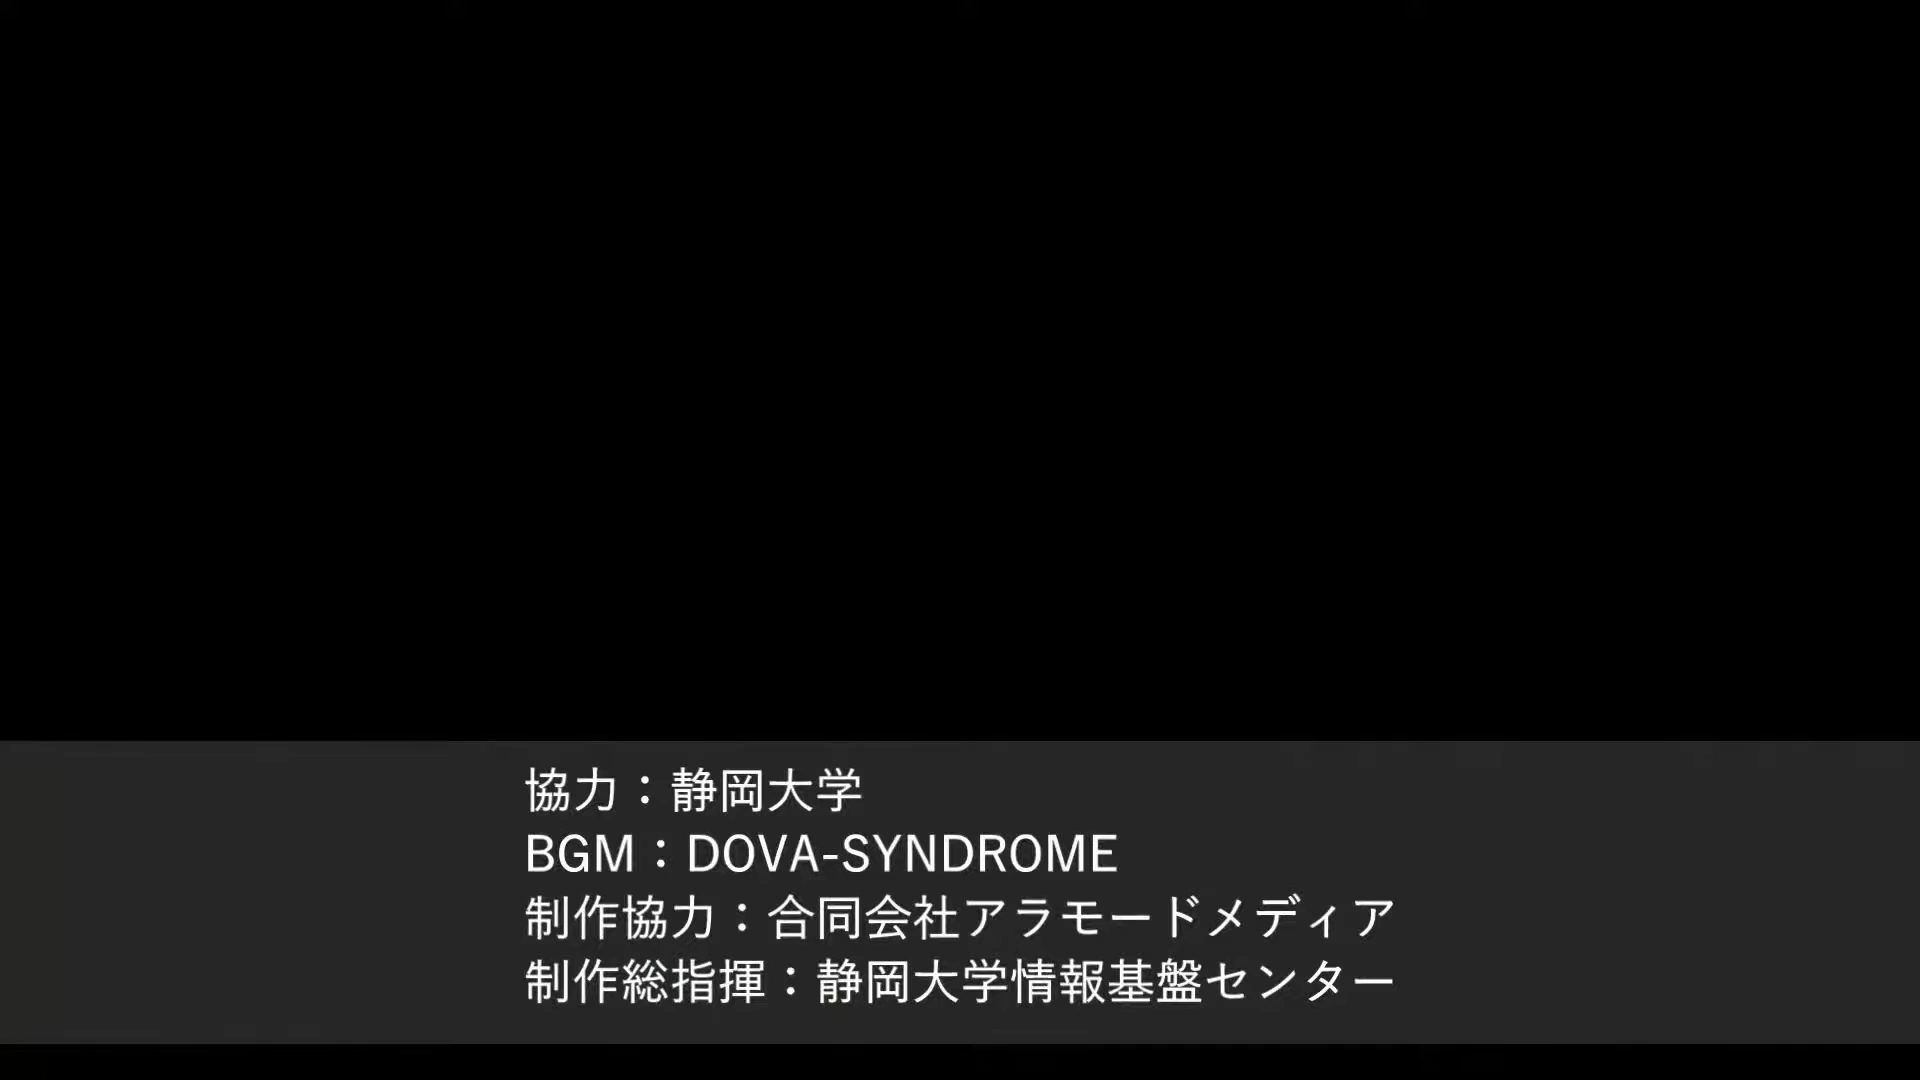 協力：静岡大学
BGM：DOVA-SYNDROME
制作協力：合同会社アラモードメディア
制作総指揮：静岡大学情報基盤センター